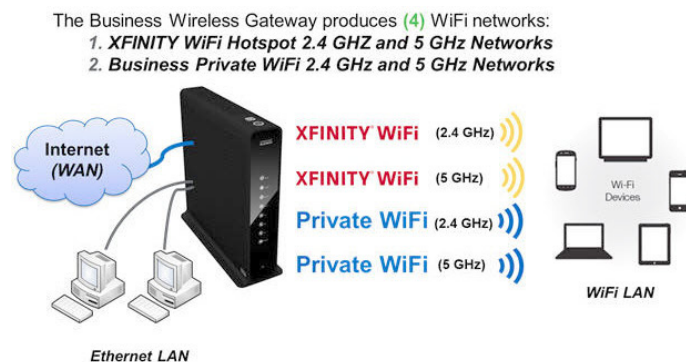 The Business Wireless Gateway produces (4) WiFi networks:
1. XFINITY WiFi Hotspot 2.4 GHZ and 5 GHz Networks
2. Business Private WiFi 2.4 GHz and 5 GHz Networks
Internet
(WAN)
XFINITY WiFi (2.4 GHz)
XFINITY WiFi (5 GHz)
Private WiFi (2.4 GHz)
Private WiFi (5 GHz)
Wi-Fi
Devices
WiFi LAN
Ethernet LAN